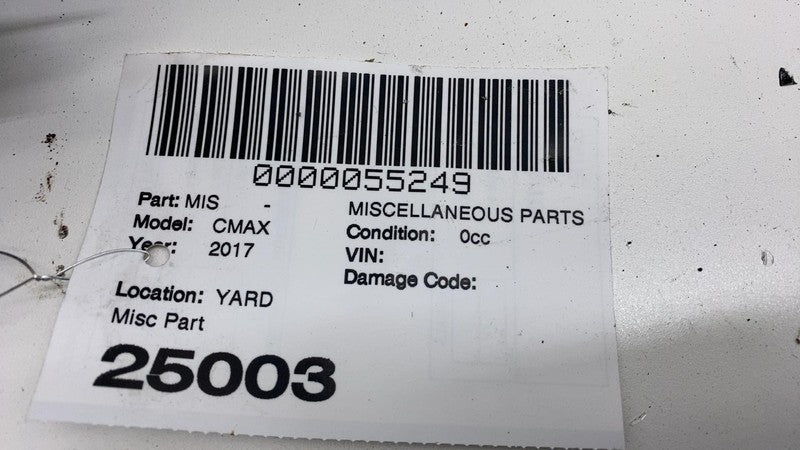 0000055249
Part: MIS - MISCELLANEOUS PARTS
Model: CMAX Condition: 0cc
Year: 2017 VIN:
Damage Code:
Location: YARD
Misc Part
25003